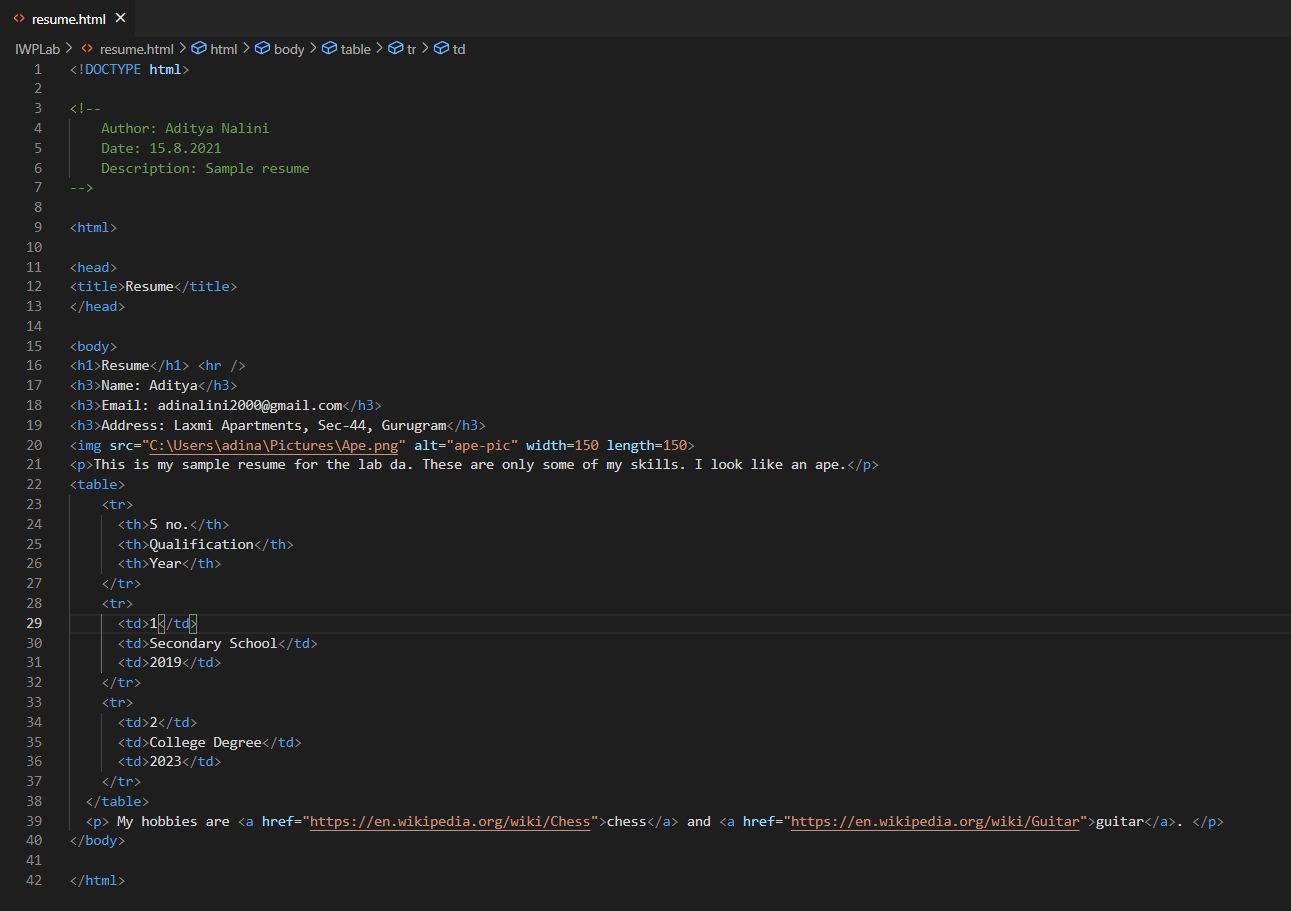 resume.html
IWPLab > resume.html > html > body > table > tr > td
1 <!DOCTYPE html>
2
3 <!--
4     Author: Aditya Nalini
5     Date: 15.8.2021
6     Description: Sample resume
7 -->
8
9 <html>
10
11 <head>
12 <title>Resume</title>
13 </head>
14
15 <body>
16 <h1>Resume</h1> <hr />
17 <h3>Name: Aditya</h3>
18 <h3>Email: adinalini2000@gmail.com</h3>
19 <h3>Address: Laxmi Apartments, Sec-44, Gurugram</h3>
20 <img src="C:\Users\adina\Pictures\Ape.png" alt="ape-pic" width=150 length=150>
21 <p>This is my sample resume for the lab da. These are only some of my skills. I look like an ape.</p>
22 <table>
23     <tr>
24       <th>S no.</th>
25       <th>Qualification</th>
26       <th>Year</th>
27     </tr>
28     <tr>
29       <td>1</td>
30       <td>Secondary School</td>
31       <td>2019</td>
32     </tr>
33     <tr>
34       <td>2</td>
35       <td>College Degree</td>
36       <td>2023</td>
37     </tr>
38   </table>
39   <p> My hobbies are <a href="https://en.wikipedia.org/wiki/Chess">chess</a> and <a href="https://en.wikipedia.org/wiki/Guitar">guitar</a>. </p>
40 </body>
41
42 </html>